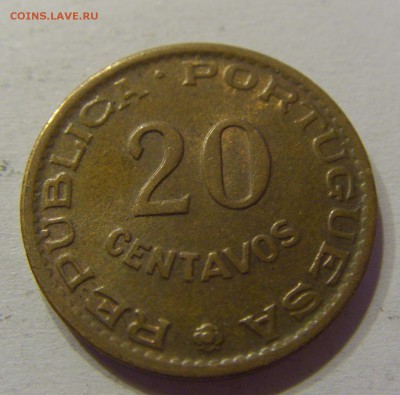 COINS.LAVE.RU
REPUBLICA · PORTUGUESA
20
CENTAVOS